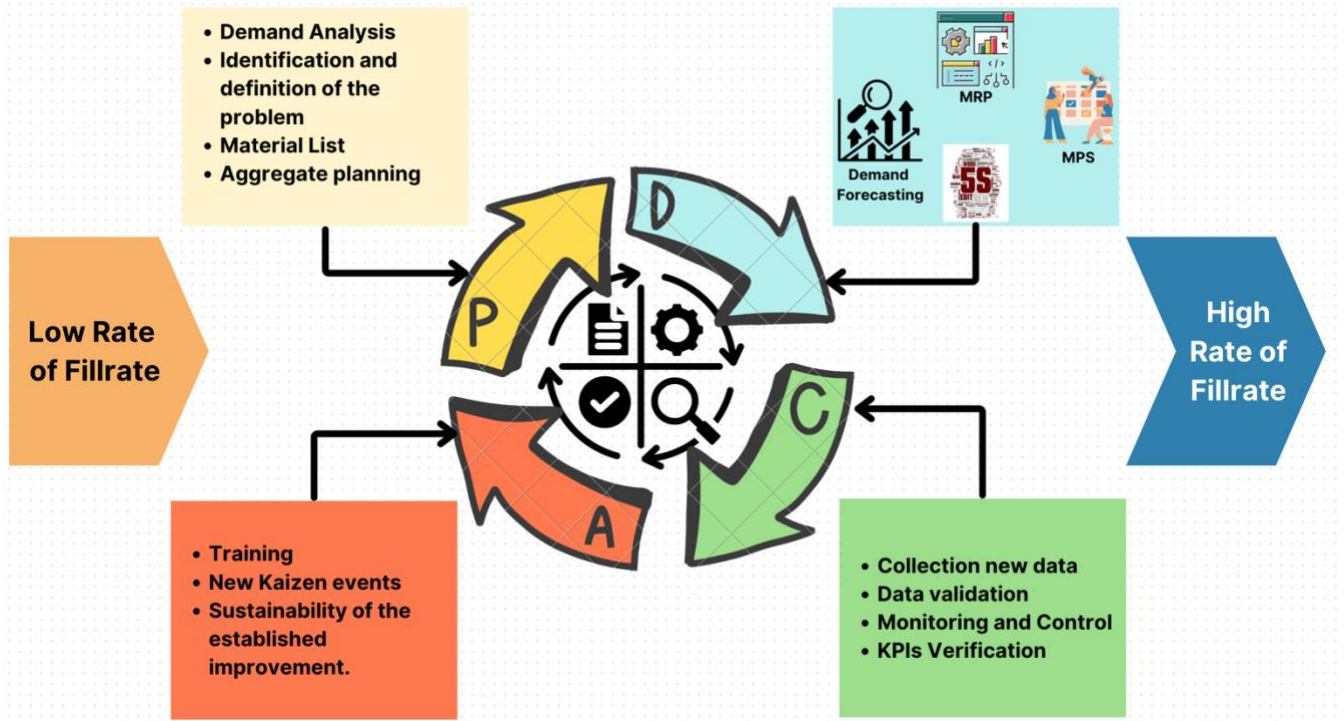 • Demand Analysis
• Identification and
definition of the
problem
• Material List
• Aggregate planning
MRP
MPS
Demand
Forecasting
5S
EDIT
P
D
C
A
Low Rate
of Fillrate
High
Rate of
Fillrate
• Training
• New Kaizen events
• Sustainability of the
established
improvement.
• Collection new data
• Data validation
• Monitoring and Control
• KPIs Verification